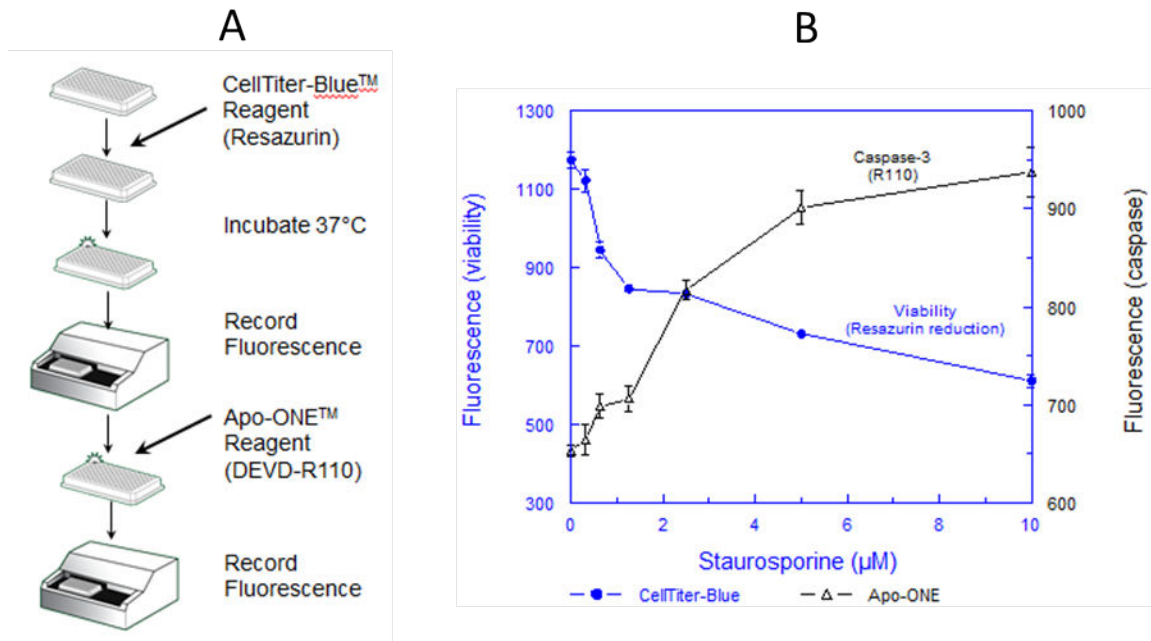 A
CellTiter-Blue™
Reagent
(Resazurin)
Incubate 37°C
Record
Fluorescence
Apo-ONE™
Reagent
(DEVD-R110)
Record
Fluorescence
B
1300
1100
900
700
500
300
Fluorescence (viability)
1000
900
800
700
600
Fluorescence (caspase)
Caspase-3
(R110)
Viability
(Resazurin reduction)
0
2
4
6
8
10
Staurosporine (µM)
CellTiter-Blue
Apo-ONE